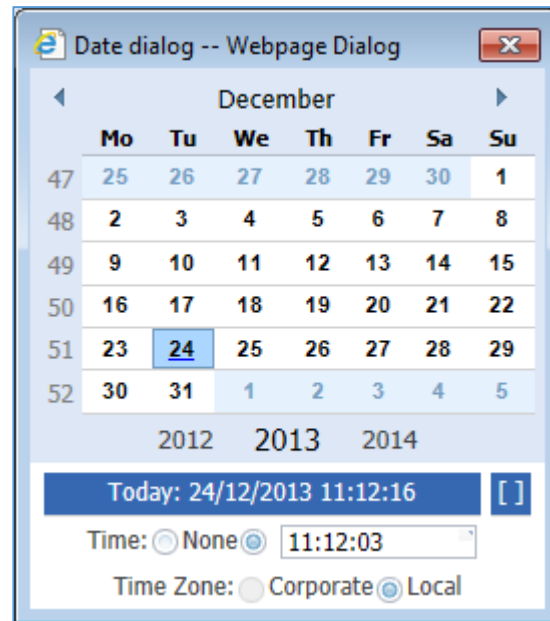 Date dialog -- Webpage Dialog
December
Mo Tu We Th Fr Sa Su
47 25 26 27 28 29 30 1
48 2 3 4 5 6 7 8
49 9 10 11 12 13 14 15
50 16 17 18 19 20 21 22
51 23 24 25 26 27 28 29
52 30 31 1 2 3 4 5
2012 2013 2014
Today: 24/12/2013 11:12:16 [ ]
Time: None 11:12:03
Time Zone: Corporate Local